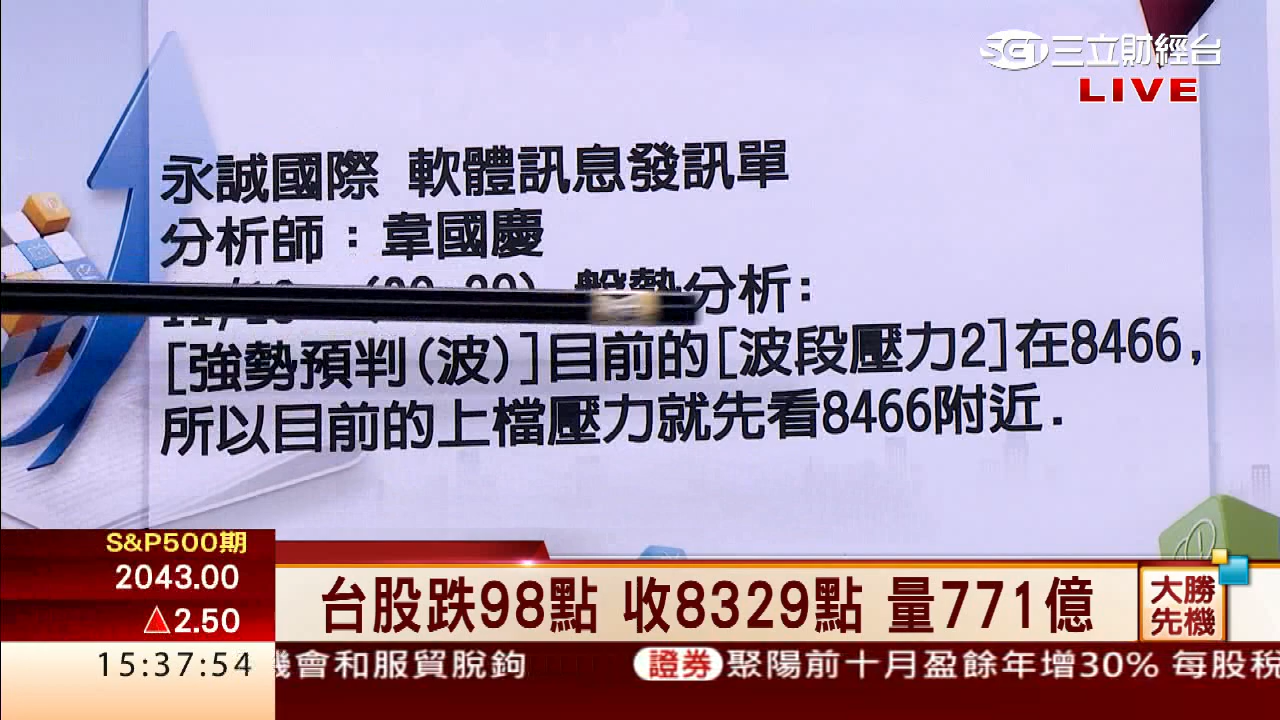 SET三立財經台
LIVE
永誠國際 軟體訊息發訊單
分析師：韋國慶
分析:
[強勢預判(波)]目前的[波段壓力2]在8466,
所以目前的上檔壓力就先看8466附近.
S&P500期
2043.00
△2.50
台股跌98點 收8329點 量771億
大勝
先機
15:37:54
機會和服貿脫鉤 證券 聚陽前十月盈餘年增30% 每股稅